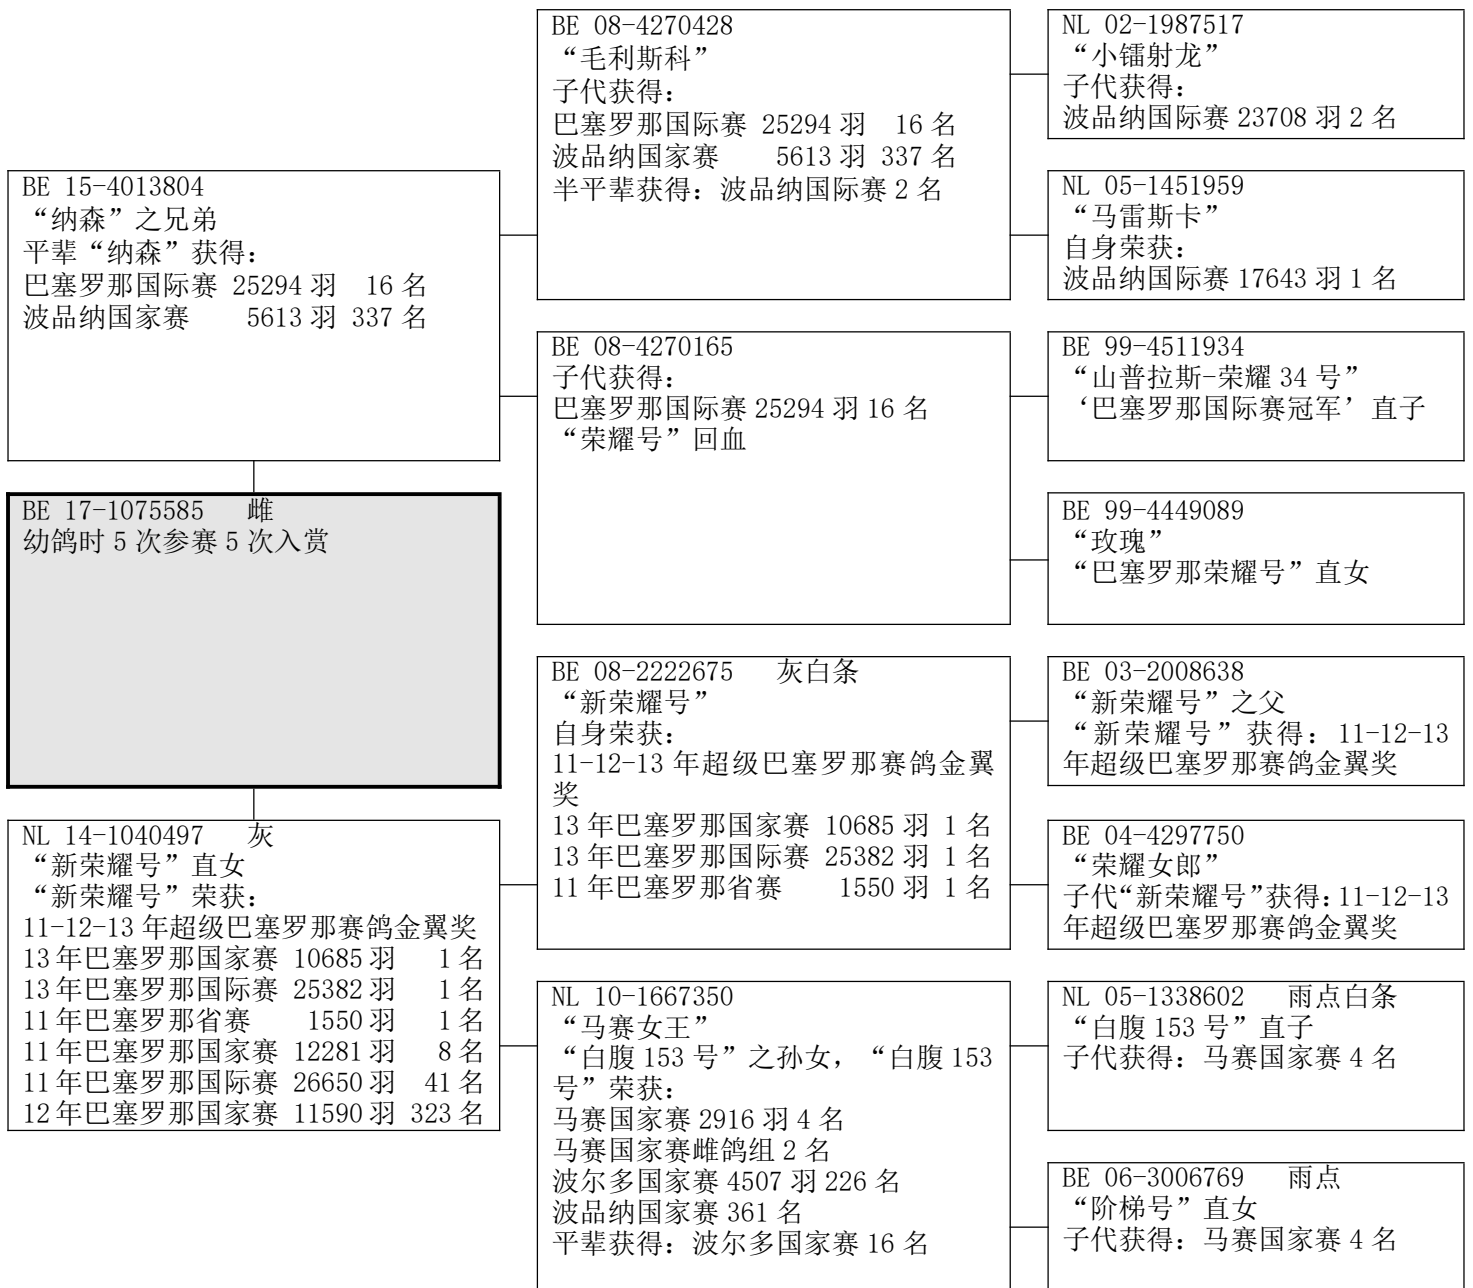 BE 15-4013804
“纳森”之兄弟
平辈“纳森”获得：
巴塞罗那国际赛 25294 羽 16 名
波品纳国家赛 5613 羽 337 名
BE 17-1075585 雌
幼鸽时 5 次参赛 5 次入赏
NL 14-1040497 灰
“新荣耀号”直女
“新荣耀号”荣获：
11-12-13 年超级巴塞罗那赛鸽金翼奖
13 年巴塞罗那国家赛 10685 羽 1 名
13 年巴塞罗那国际赛 25382 羽 1 名
11 年巴塞罗那省赛 1550 羽 1 名
11 年巴塞罗那国家赛 12281 羽 8 名
11 年巴塞罗那国际赛 26650 羽 41 名
12 年巴塞罗那国家赛 11590 羽 323 名
BE 08-4270428
“毛利斯科”
子代获得：
巴塞罗那国际赛 25294 羽 16 名
波品纳国家赛 5613 羽 337 名
半平辈获得：波品纳国际赛 2 名
BE 08-4270165
子代获得：
巴塞罗那国际赛 25294 羽 16 名
“荣耀号”回血
BE 08-2222675 灰白条
“新荣耀号”
自身荣获：
11-12-13 年超级巴塞罗那赛鸽金翼
奖
13 年巴塞罗那国家赛 10685 羽 1 名
13 年巴塞罗那国际赛 25382 羽 1 名
11 年巴塞罗那省赛 1550 羽 1 名
NL 10-1667350
“马赛女王”
“白腹 153 号”之孙女，“白腹 153
号”荣获：
马赛国家赛 2916 羽 4 名
马赛国家赛雌鸽组 2 名
波尔多国家赛 4507 羽 226 名
波品纳国家赛 361 名
平辈获得：波尔多国家赛 16 名
NL 02-1987517
“小镭射龙”
子代获得：
波品纳国际赛 23708 羽 2 名
NL 05-1451959
“马雷斯卡”
自身荣获：
波品纳国际赛 17643 羽 1 名
BE 99-4511934
“山普拉斯-荣耀 34 号”
‘巴塞罗那国际赛冠军’直子
BE 99-4449089
“玫瑰”
“巴塞罗那荣耀号”直女
BE 03-2008638
“新荣耀号”之父
“新荣耀号”获得：11-12-13
年超级巴塞罗那赛鸽金翼奖
BE 04-4297750
“荣耀女郎”
子代“新荣耀号”获得：11-12-13
年超级巴塞罗那赛鸽金翼奖
NL 05-1338602 雨点白条
“白腹 153 号”直子
子代获得：马赛国家赛 4 名
BE 06-3006769 雨点
“阶梯号”直女
子代获得：马赛国家赛 4 名